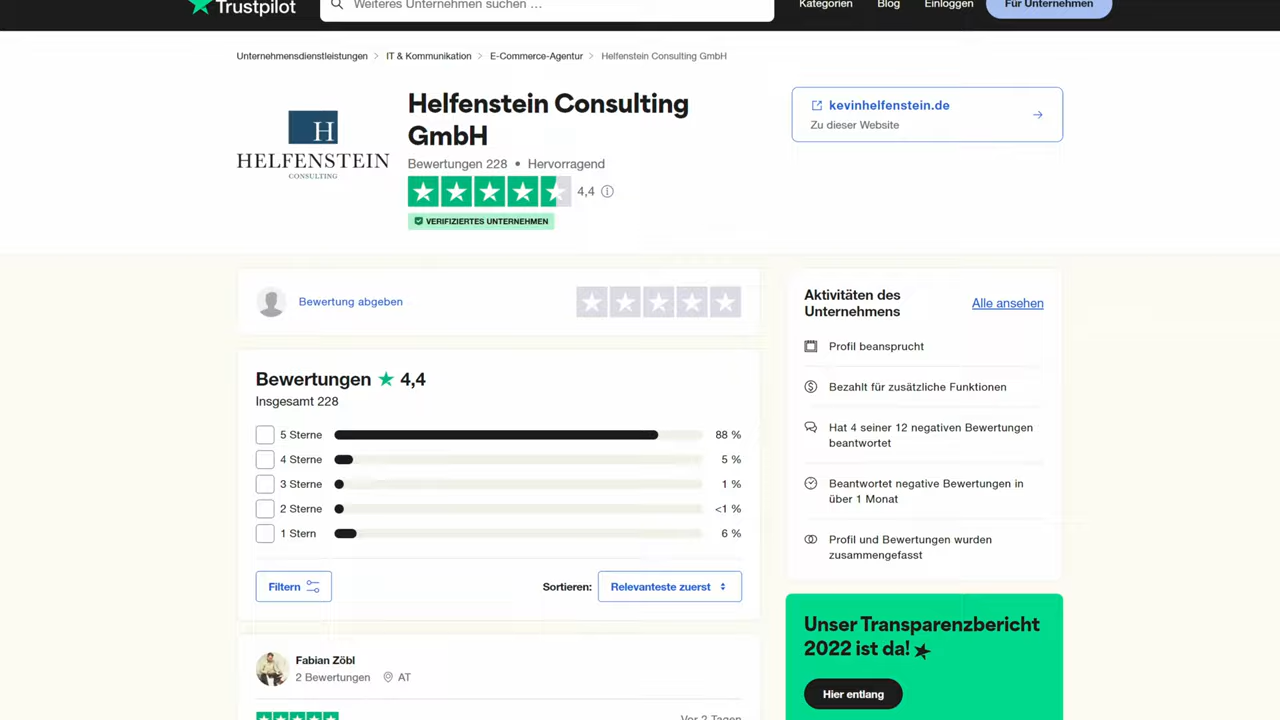 Trustpilot
Weiteres Unternehmen suchen …
Kategorien
Blog
Einloggen
Für Unternehmen
Unternehmensdienstleistungen > IT & Kommunikation > E-Commerce-Agentur > Helfenstein Consulting GmbH
H
HELFENSTEIN
CONSULTING
Helfenstein Consulting
GmbH
Bewertungen 228 • Hervorragend
4,4
VERIFIZIERTES UNTERNEHMEN
kevinhelfenstein.de
Zu dieser Website
Bewertung abgeben
Bewertungen ★ 4,4
Insgesamt 228
5 Sterne 88 %
4 Sterne 5 %
3 Sterne 1 %
2 Sterne <1 %
1 Stern 6 %
Filtern
Sortieren:
Relevanteste zuerst
Fabian Zöbl
2 Bewertungen AT
Vor 2 Tagen
Aktivitäten des
Unternehmens
Alle ansehen
Profil beansprucht
Bezahlt für zusätzliche Funktionen
Hat 4 seiner 12 negativen Bewertungen
beantwortet
Beantwortet negative Bewertungen in
über 1 Monat
Profil und Bewertungen wurden
zusammengefasst
Unser Transparenzbericht
2022 ist da!
Hier entlang